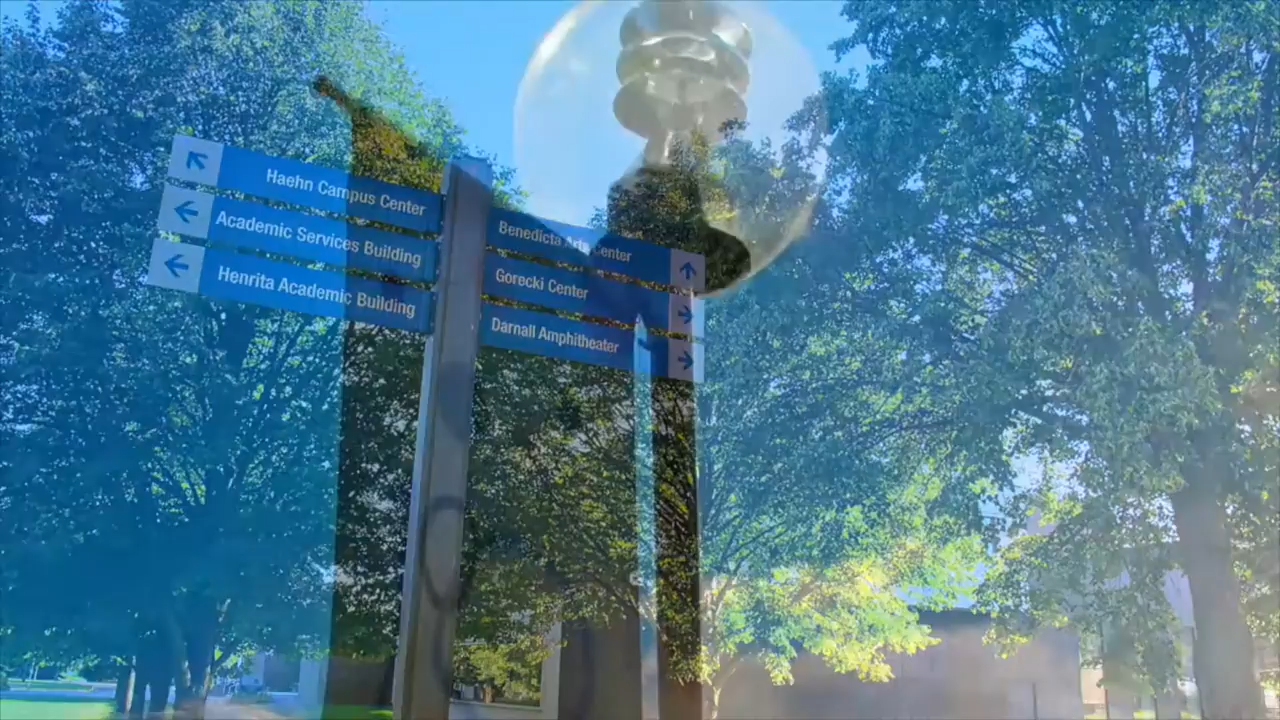 Haehn Campus Center
Academic Services Building
Henrita Academic Building
Benedicta Arts Center
Gorecki Center
Darnall Amphitheater